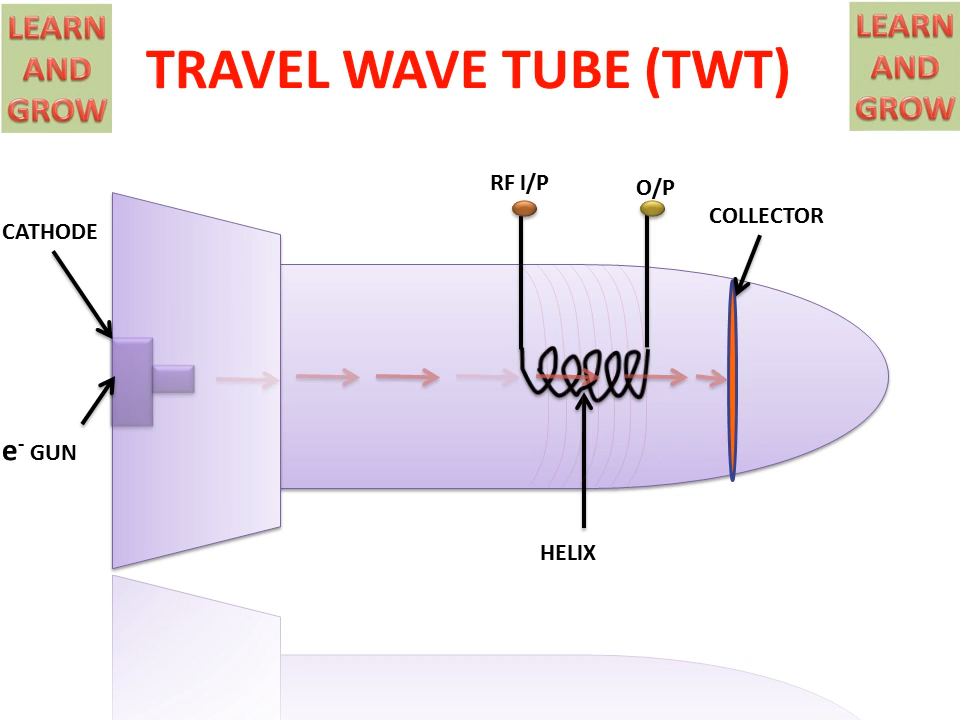 LEARN
AND
GROW
TRAVEL WAVE TUBE (TWT)
LEARN
AND
GROW
RF I/P
O/P
COLLECTOR
CATHODE
e- GUN
HELIX